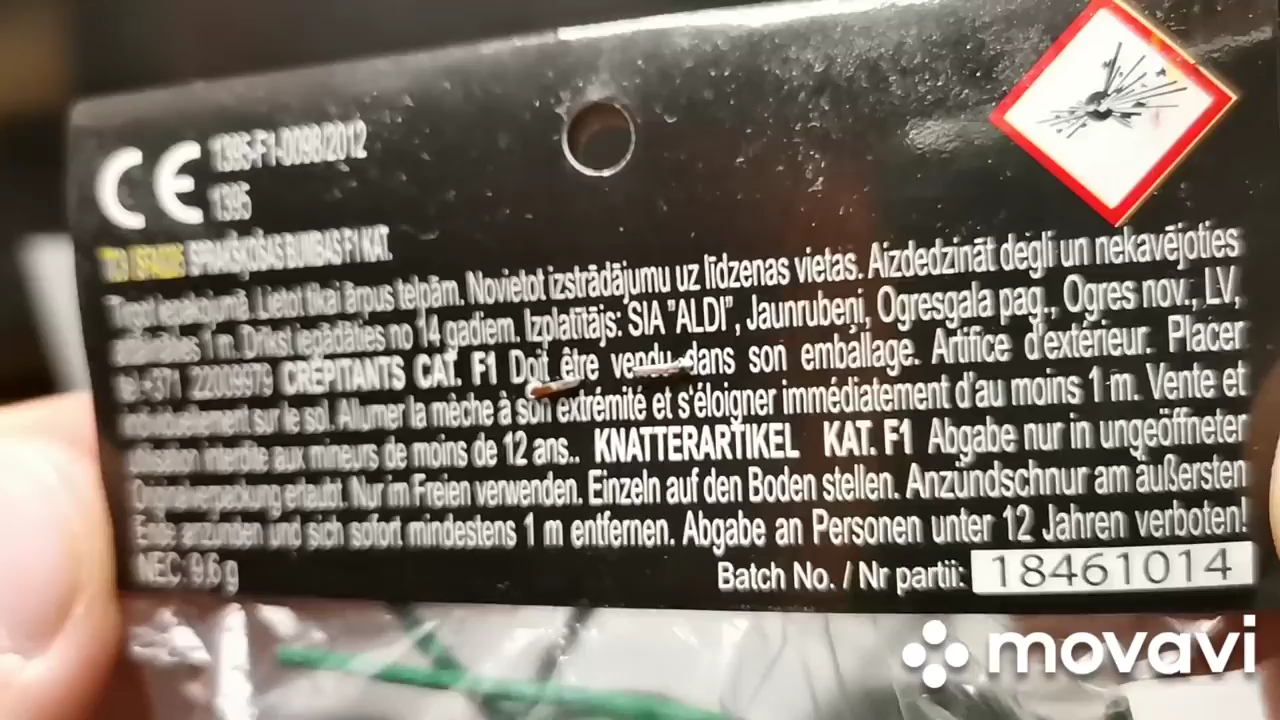 CE 1395-F1-0098/2012
1395
SPRAKŠĶOŠAS BUMBAS F1 KAT.
Tirgot iepakojumā. Lietot tikai ārpus telpām. Novietot izstrādājumu uz līdzenas vietas. Aizdedzināt degli un nekavējoties
1 m. Drīkst iegādāties no 14 gadiem. Izplatītājs: SIA "ALDI", Jaunrubeņi, Ogresgala pag., Ogres nov., LV,
tel.+371 22009979 CRÉPITANTS CAT. F1 Doit être vendu dans son emballage. Artifice d'extérieur. Placer
individuellement sur le sol. Allumer la mèche à son extrémité et s'éloigner immédiatement d'au moins 1 m. Vente et
utilisation interdite aux mineurs de moins de 12 ans.. KNATTERARTIKEL KAT. F1 Abgabe nur in ungeöffneter
Originalverpackung erlaubt. Nur im Freien verwenden. Einzeln auf den Boden stellen. Anzündschnur am äußersten
Ende anzünden und sich sofort mindestens 1 m entfernen. Abgabe an Personen unter 12 Jahren verboten!
NEC: 9,6 g
Batch No. / Nr partii: 18461014
movavi